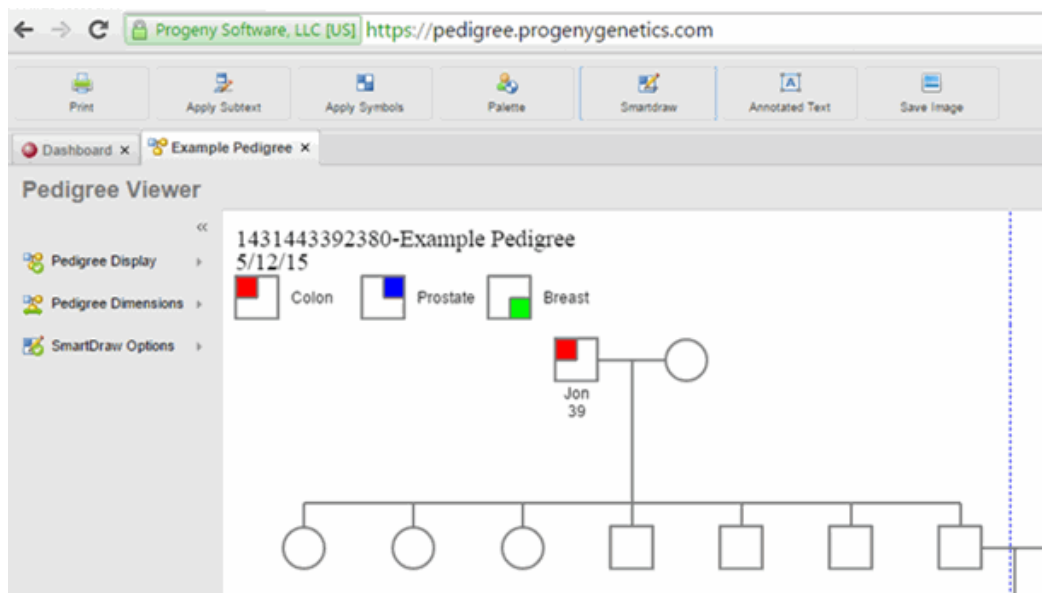 Progeny Software, LLC [US] https://pedigree.progenygenetics.com
Print Apply Subtext Apply Symbols Palette Smartdraw Annotated Text Save Image
Dashboard x Example Pedigree x
Pedigree Viewer
«
Pedigree Display
Pedigree Dimensions
SmartDraw Options
1431443392380-Example Pedigree
5/12/15
Colon Prostate Breast
Jon
39